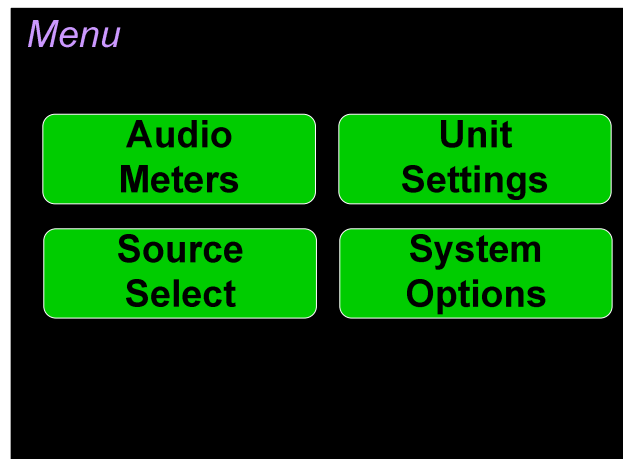 Menu
Audio
Meters
Unit
Settings
Source
Select
System
Options